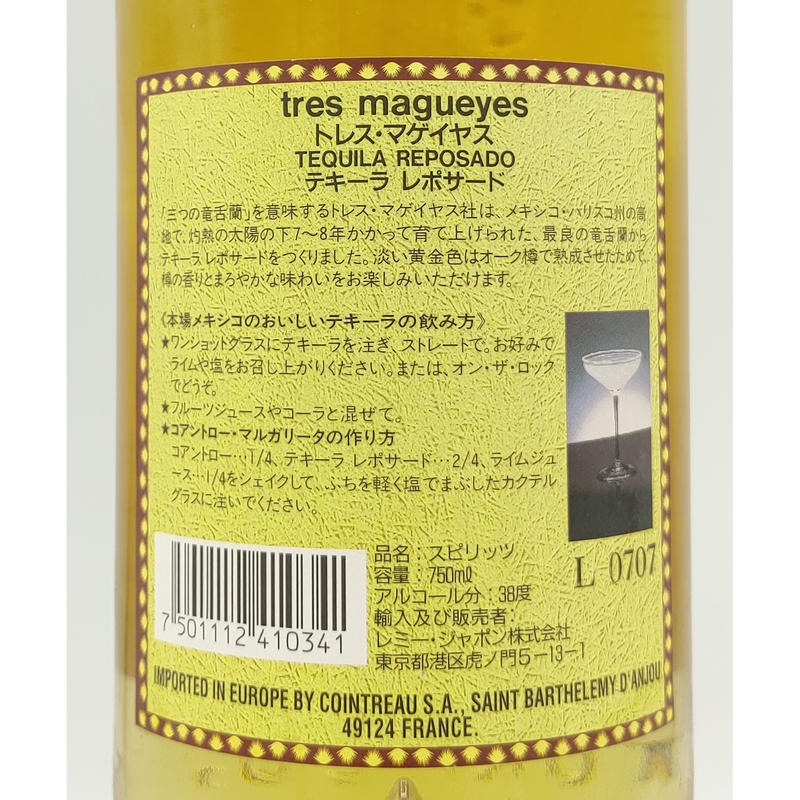 tres magueyes
トレス・マゲイヤス
TEQUILA REPOSADO
テキーラ レポサード
「三つの竜舌蘭」を意味するトレス・マゲイヤス社は、メキシコ・ハリスコ州の高
地で、灼熱の太陽の下7〜8年かかって育て上げられた、最良の竜舌蘭から
テキーラ レポサードをつくりました。淡い黄金色はオーク樽で熟成させたためで、
樽の香りとまろやかな味わいをお楽しみいただけます。
《本場メキシコのおいしいテキーラの飲み方》
★ワンショットグラスにテキーラを注ぎ、ストレートで。お好みで
ライムや塩をお召し上がりください。または、オン・ザ・ロック
でどうぞ。
★フルーツジュースやコーラと混ぜて。
★コアントロー・マルガリータの作り方
コアントロー…1/4、テキーラ レポサード…2/4、ライムジュ
ース…1/4をシェイクして、ふちを軽く塩でまぶしたカクテル
グラスに注いでください。
L 0707
品名：スピリッツ
容量：750mℓ
アルコール分：38度
輸入及び販売者：
レミー・ジャポン株式会社
東京都港区虎ノ門5-13-1
7 501112 410341
IMPORTED IN EUROPE BY COINTREAU S.A., SAINT BARTHELEMY D'ANJOU
49124 FRANCE.